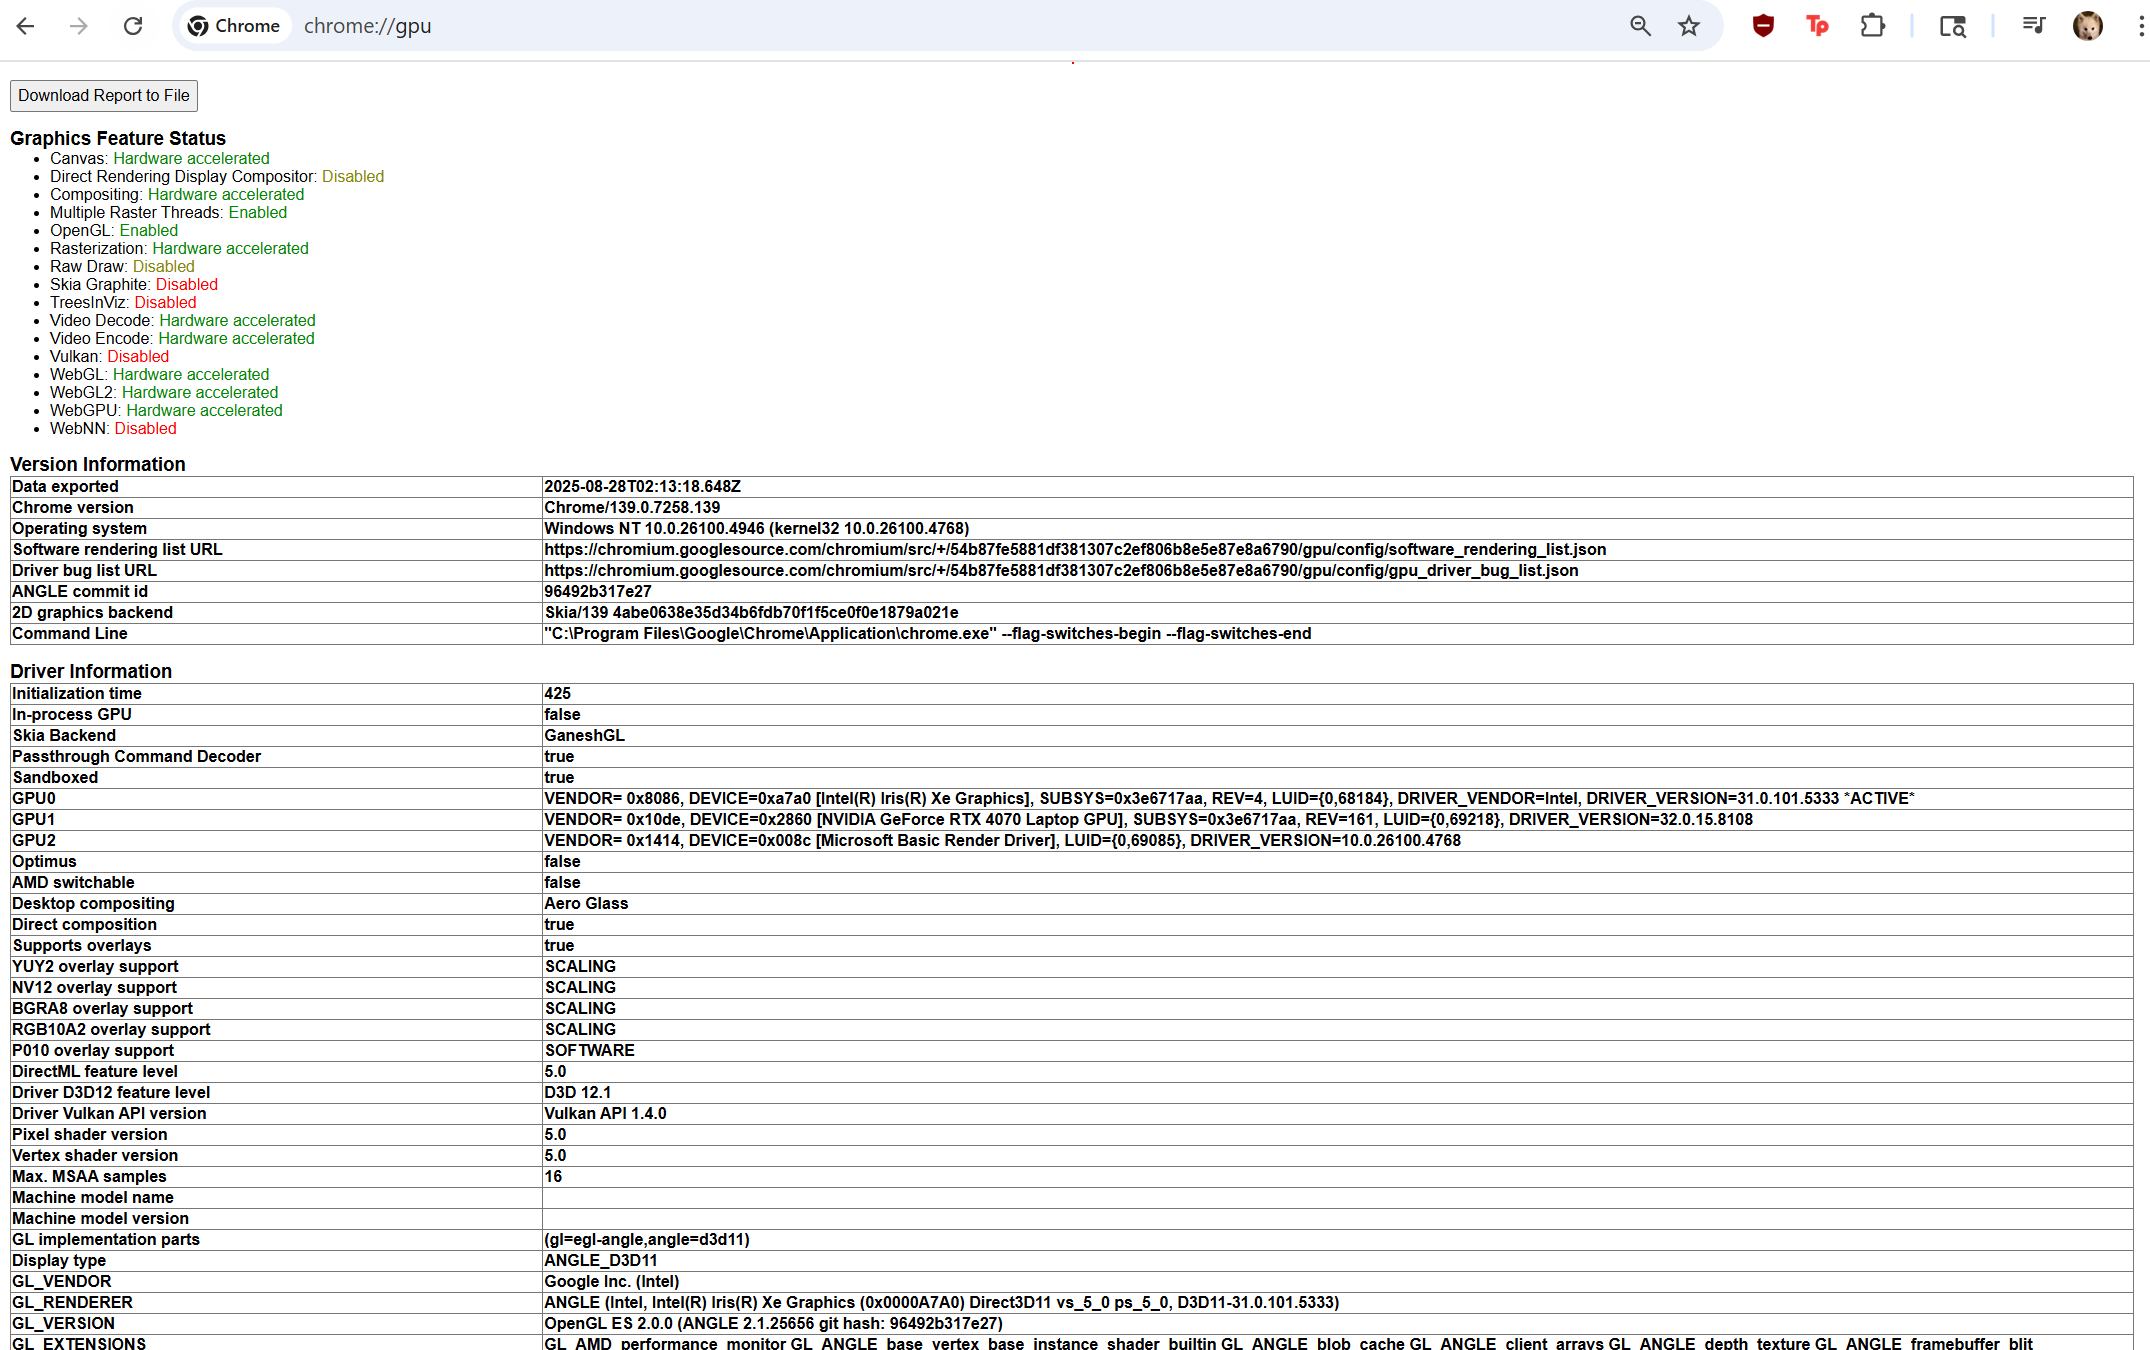 Chrome chrome://gpu
Tp
Download Report to File
Graphics Feature Status
Canvas: Hardware accelerated
Direct Rendering Display Compositor: Disabled
Compositing: Hardware accelerated
Multiple Raster Threads: Enabled
OpenGL: Enabled
Rasterization: Hardware accelerated
Raw Draw: Disabled
Skia Graphite: Disabled
TreesInViz: Disabled
Video Decode: Hardware accelerated
Video Encode: Hardware accelerated
Vulkan: Disabled
WebGL: Hardware accelerated
WebGL2: Hardware accelerated
WebGPU: Hardware accelerated
WebNN: Disabled
Version Information
Data exported 2025-08-28T02:13:18.648Z
Chrome version Chrome/139.0.7258.139
Operating system Windows NT 10.0.26100.4946 (kernel32 10.0.26100.4768)
Software rendering list URL https://chromium.googlesource.com/chromium/src/+/54b87fe5881df381307c2ef806b8e5e87e8a6790/gpu/config/software_rendering_list.json
Driver bug list URL https://chromium.googlesource.com/chromium/src/+/54b87fe5881df381307c2ef806b8e5e87e8a6790/gpu/config/gpu_driver_bug_list.json
ANGLE commit id 96492b317e27
2D graphics backend Skia/139 4abe0638e35d34b6fdb70f1f5ce0f0e1879a021e
Command Line "C:\Program Files\Google\Chrome\Application\chrome.exe" --flag-switches-begin --flag-switches-end
Driver Information
Initialization time 425
In-process GPU false
Skia Backend GaneshGL
Passthrough Command Decoder true
Sandboxed true
GPU0 VENDOR= 0x8086, DEVICE=0xa7a0 [Intel(R) Iris(R) Xe Graphics], SUBSYS=0x3e6717aa, REV=4, LUID={0,68184}, DRIVER_VENDOR=Intel, DRIVER_VERSION=31.0.101.5333 *ACTIVE*
GPU1 VENDOR= 0x10de, DEVICE=0x2860 [NVIDIA GeForce RTX 4070 Laptop GPU], SUBSYS=0x3e6717aa, REV=161, LUID={0,69218}, DRIVER_VERSION=32.0.15.8108
GPU2 VENDOR= 0x1414, DEVICE=0x008c [Microsoft Basic Render Driver], LUID={0,69085}, DRIVER_VERSION=10.0.26100.4768
Optimus false
AMD switchable false
Desktop compositing Aero Glass
Direct composition true
Supports overlays true
YUY2 overlay support SCALING
NV12 overlay support SCALING
BGRA8 overlay support SCALING
RGB10A2 overlay support SCALING
P010 overlay support SOFTWARE
DirectML feature level 5.0
Driver D3D12 feature level D3D 12.1
Driver Vulkan API version Vulkan API 1.4.0
Pixel shader version 5.0
Vertex shader version 5.0
Max. MSAA samples 16
Machine model name
Machine model version
GL implementation parts (gl=egl-angle,angle=d3d11)
Display type ANGLE_D3D11
GL_VENDOR Google Inc. (Intel)
GL_RENDERER ANGLE (Intel, Intel(R) Iris(R) Xe Graphics (0x0000A7A0) Direct3D11 vs_5_0 ps_5_0, D3D11-31.0.101.5333)
GL_VERSION OpenGL ES 2.0.0 (ANGLE 2.1.25656 git hash: 96492b317e27)
GL_EXTENSIONS GL_AMD_performance_monitor GL_ANGLE_base_vertex_base_instance_shader_builtin GL_ANGLE_blob_cache GL_ANGLE_client_arrays GL_ANGLE_depth_texture GL_ANGLE_framebuffer_blit